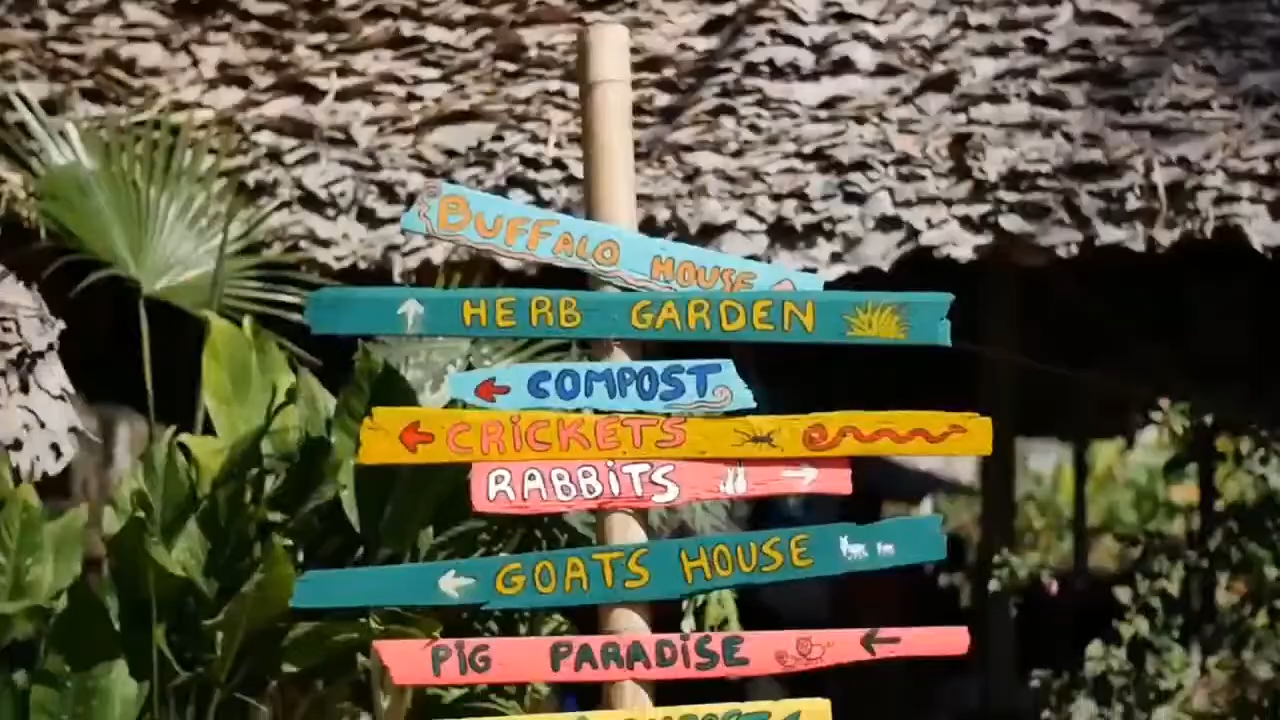 BUFFALO HOUSE
HERB GARDEN
COMPOST
CRICKETS
RABBITS
GOATS HOUSE
PIG PARADISE